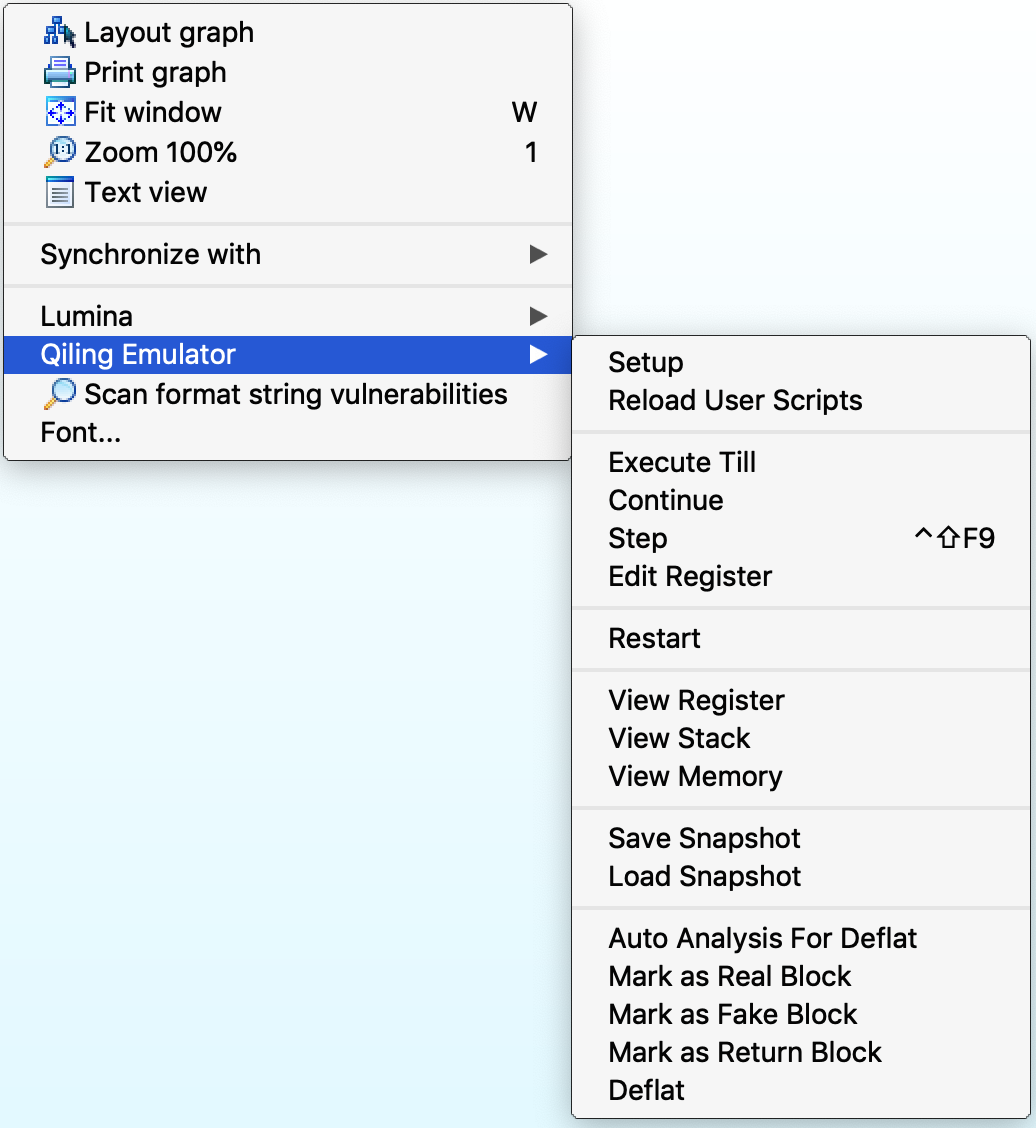 Layout graph
Print graph
Fit window W
Zoom 100% 1
Text view
Synchronize with
Lumina
Qiling Emulator
Scan format string vulnerabilities
Font...
Setup
Reload User Scripts
Execute Till
Continue
Step ^⇧F9
Edit Register
Restart
View Register
View Stack
View Memory
Save Snapshot
Load Snapshot
Auto Analysis For Deflat
Mark as Real Block
Mark as Fake Block
Mark as Return Block
Deflat